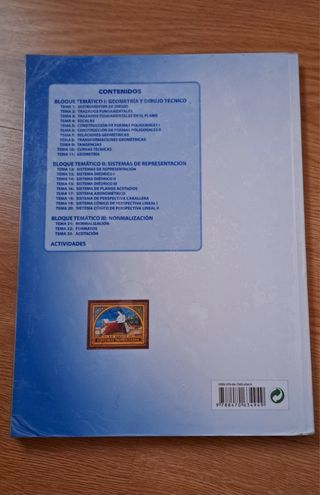 CONTENIDOS
BLOQUE TEMÁTICO I: GEOMETRÍA Y DIBUJO TÉCNICO
TEMA 1: INSTRUMENTOS DE DIBUJO
TEMA 2: TRAZADOS FUNDAMENTALES
TEMA 3: TRAZADOS FUNDAMENTALES EN EL PLANO
TEMA 4: ESCALAS
TEMA 5: CONSTRUCCIÓN DE FORMAS POLIGONALES I
TEMA 6: CONSTRUCCIÓN DE FORMAS POLIGONALES II
TEMA 7: RELACIONES GEOMÉTRICAS
TEMA 8: TRANSFORMACIONES GEOMÉTRICAS
TEMA 9: TANGENCIAS
TEMA 10: CURVAS TÉCNICAS
TEMA 11: GEOMETRÍA
BLOQUE TEMÁTICO II: SISTEMAS DE REPRESENTACIÓN
TEMA 12: SISTEMAS DE REPRESENTACIÓN
TEMA 13: SISTEMA DIÉDRICO I
TEMA 14: SISTEMA DIÉDRICO II
TEMA 15: SISTEMA DIÉDRICO III
TEMA 16: SISTEMA DE PLANOS ACOTADOS
TEMA 17: SISTEMA AXONOMÉTRICO
TEMA 18: SISTEMA DE PERSPECTIVA CABALLERA
TEMA 19: SISTEMA CÓNICO DE PERSPECTIVA LINEAL I
TEMA 20: SISTEMA CÓNICO DE PERSPECTIVA LINEAL II
BLOQUE TEMÁTICO III: NORMALIZACIÓN
TEMA 21: NORMALIZACIÓN
TEMA 22: FORMATOS
TEMA 23: ACOTACIÓN
ACTIVIDADES
9 788470 634949